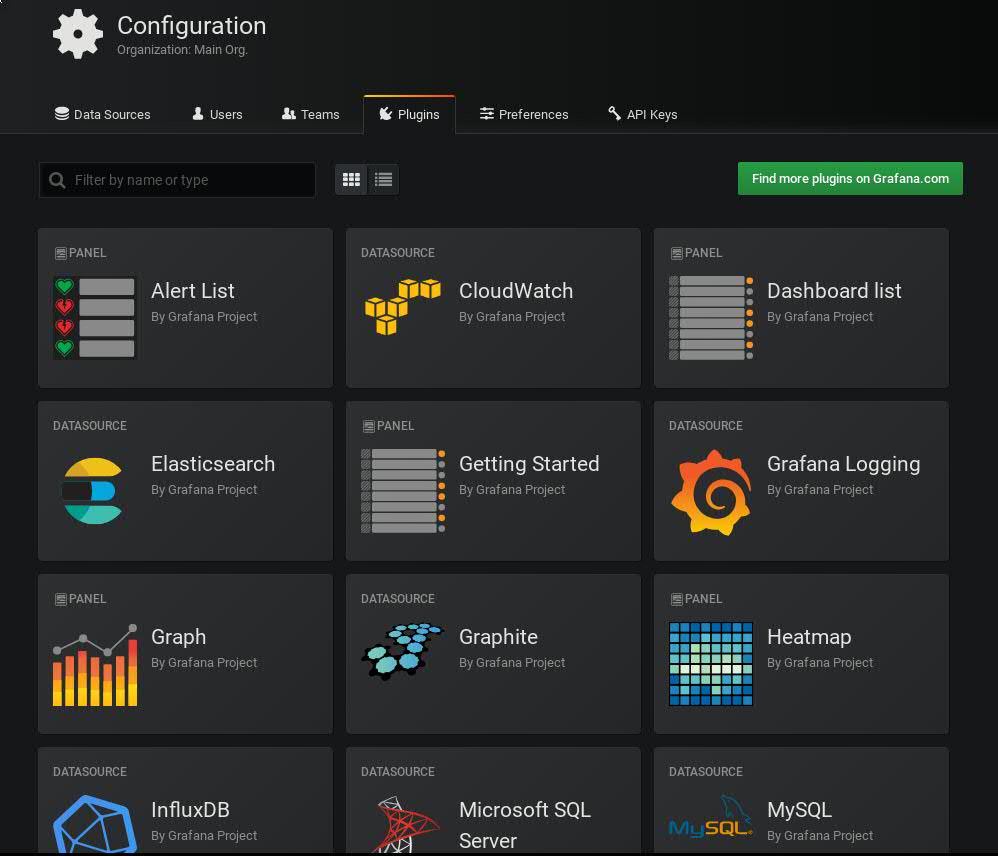 Configuration
Organization: Main Org.
Data Sources
Users
Teams
Plugins
Preferences
API Keys
Filter by name or type
Find more plugins on Grafana.com
PANEL
Alert List
By Grafana Project
DATASOURCE
CloudWatch
By Grafana Project
PANEL
Dashboard list
By Grafana Project
DATASOURCE
Elasticsearch
By Grafana Project
PANEL
Getting Started
By Grafana Project
DATASOURCE
Grafana Logging
By Grafana Project
PANEL
Graph
By Grafana Project
DATASOURCE
Graphite
By Grafana Project
PANEL
Heatmap
By Grafana Project
DATASOURCE
InfluxDB
By Grafana Project
DATASOURCE
Microsoft SQL
Server
DATASOURCE
MySQL
MySQL
By Grafana Project